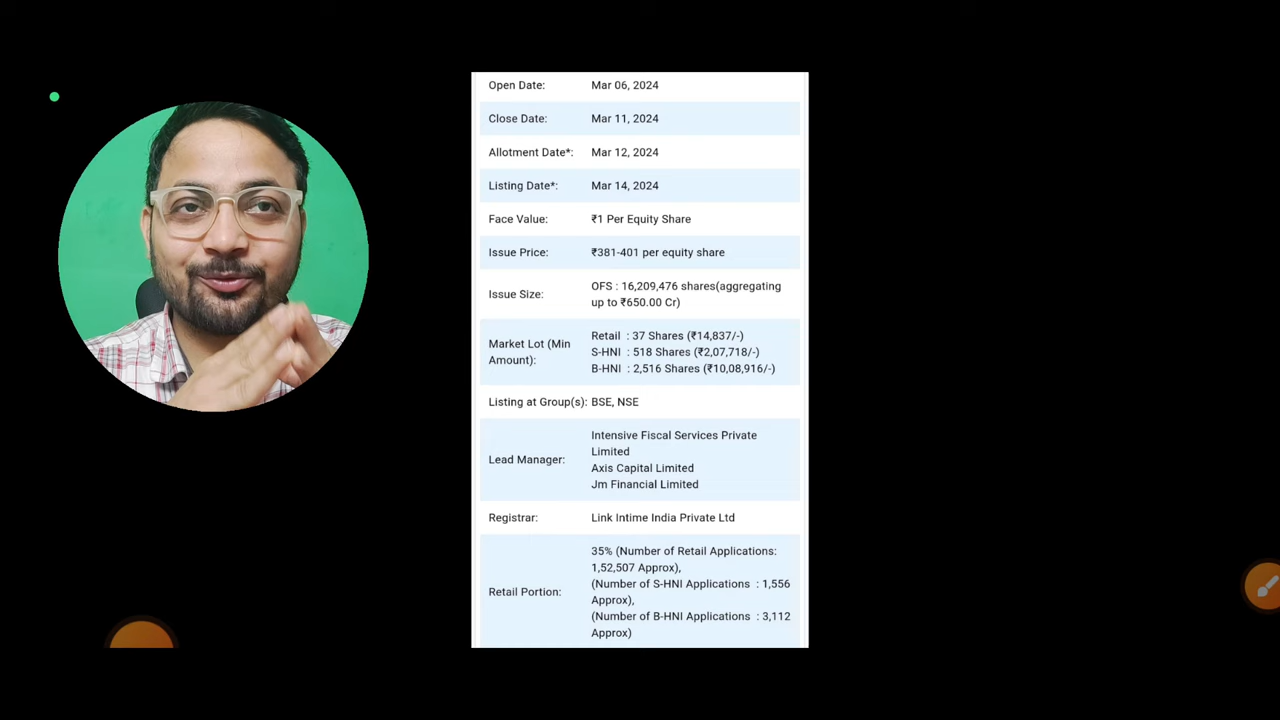 Open Date: Mar 06, 2024
Close Date: Mar 11, 2024
Allotment Date*: Mar 12, 2024
Listing Date*: Mar 14, 2024
Face Value: ₹1 Per Equity Share
Issue Price: ₹381-401 per equity share
Issue Size:
OFS : 16,209,476 shares(aggregating
up to ₹650.00 Cr)
Market Lot (Min
Amount):
Retail : 37 Shares (₹14,837/-)
S-HNI : 518 Shares (₹2,07,718/-)
B-HNI : 2,516 Shares (₹10,08,916/-)
Listing at Group(s): BSE, NSE
Lead Manager:
Intensive Fiscal Services Private
Limited
Axis Capital Limited
Jm Financial Limited
Registrar: Link Intime India Private Ltd
Retail Portion:
35% (Number of Retail Applications:
1,52,507 Approx),
(Number of S-HNI Applications : 1,556
Approx),
(Number of B-HNI Applications : 3,112
Approx)